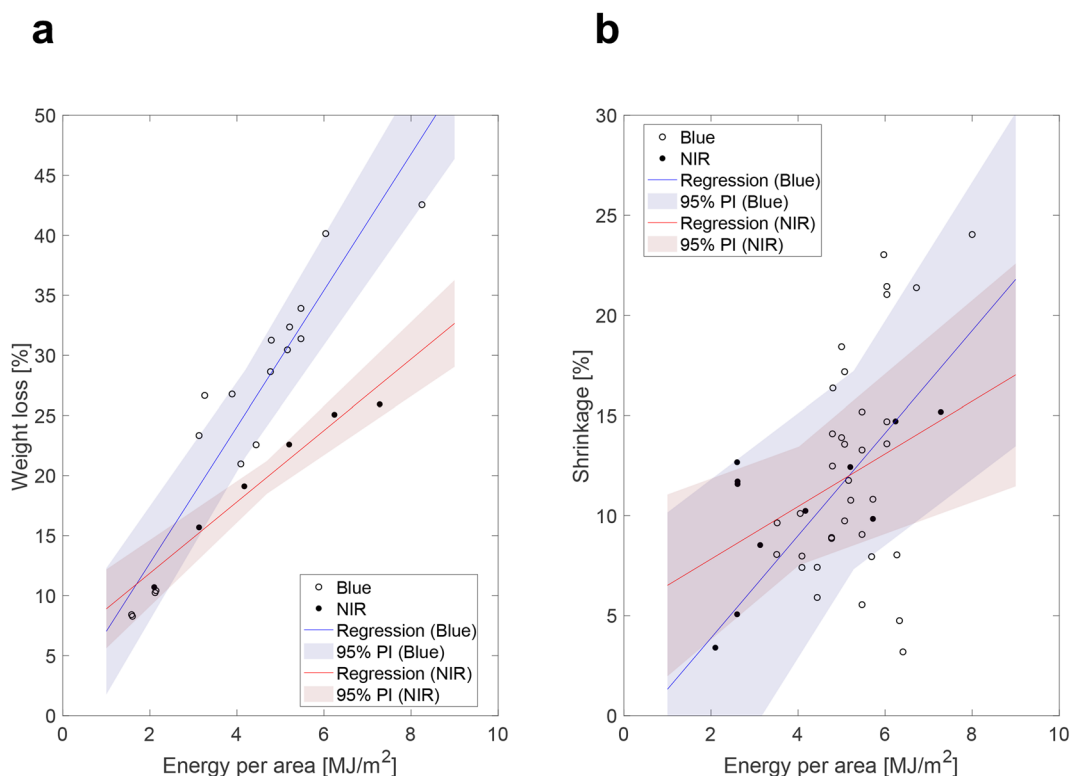 a
50
45
40
35
30
25
20
15
10
5
0
Weight loss [%]
Blue
NIR
Regression (Blue)
95% PI (Blue)
Regression (NIR)
95% PI (NIR)
0 2 4 6 8 10
Energy per area [MJ/m²]
b
30
25
20
15
10
5
0
Shrinkage [%]
Blue
NIR
Regression (Blue)
95% PI (Blue)
Regression (NIR)
95% PI (NIR)
0 2 4 6 8 10
Energy per area [MJ/m²]